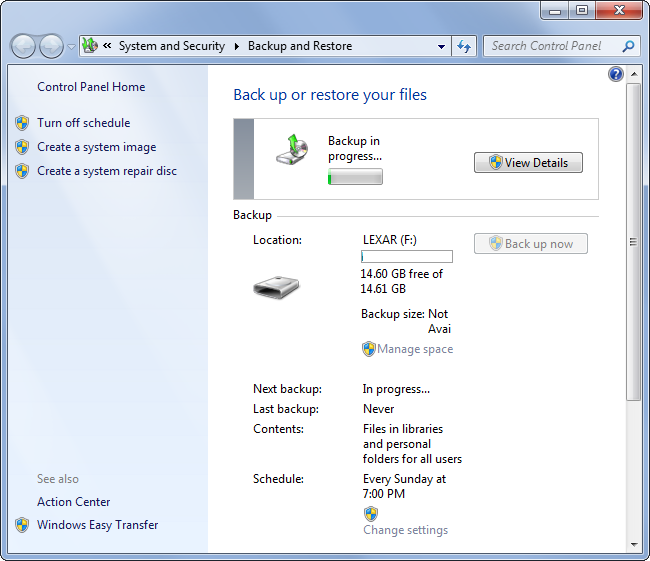 « System and Security ▸ Backup and Restore
Search Control Panel
Control Panel Home
Turn off schedule
Create a system image
Create a system repair disc
See also
Action Center
Windows Easy Transfer
Back up or restore your files
Backup in
progress...
View Details
Backup
Location:
LEXAR (F:)
Back up now
14.60 GB free of
14.61 GB
Backup size: Not
Avai
Manage space
Next backup: In progress...
Last backup: Never
Contents: Files in libraries
and personal
folders for all users
Schedule: Every Sunday at
7:00 PM
Change settings